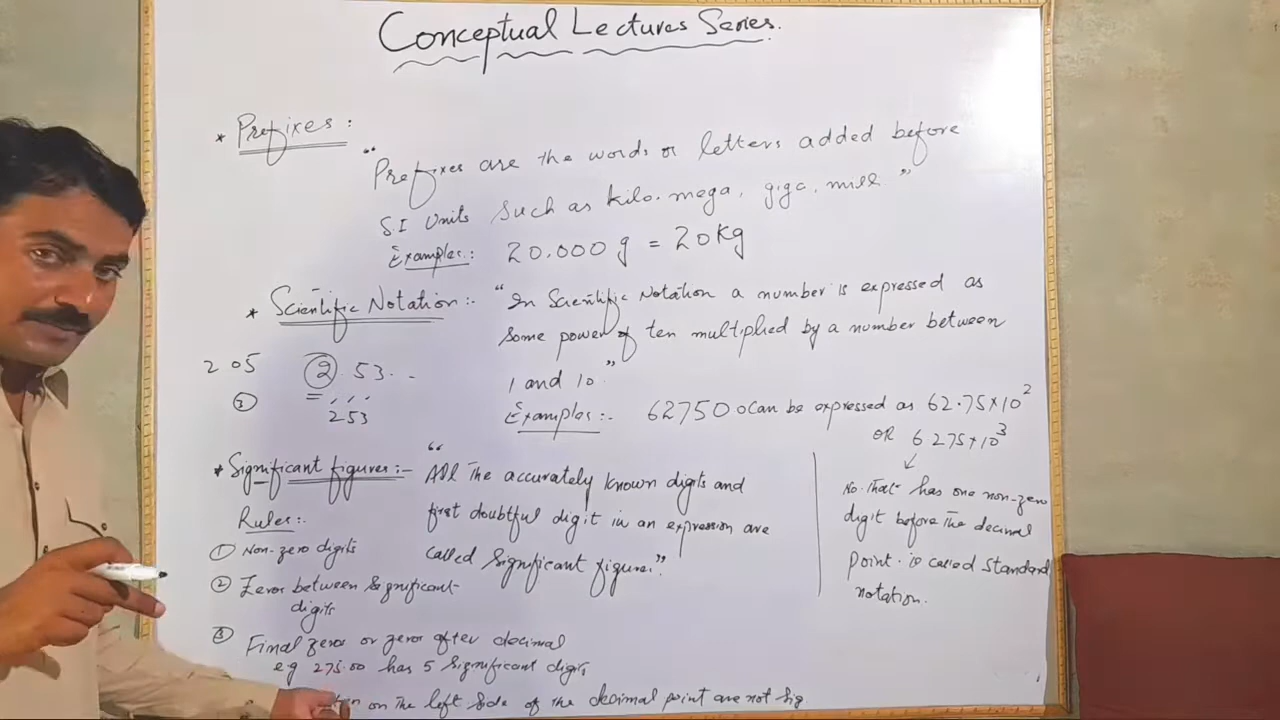 Conceptual Lectures Series.
* Prefixes:
"Prefixes are the words or letters added before
S.I Units Such as kilo. mega, giga, mili "
Examples: 20.000 g = 20 Kg
* Scientific Notation:- "In Scientific Notation a number is expressed as
Some power of ten multiplied by a number between
1 and 10"
2 05
2.53..
253
Examples:- 62750 can be expressed as 62.75×10²
OR 6 275×10³
* Significant figures:- "All The accurately known digits and
first doubtful digit in an expression are
called Significant figures"
Rules:-
① Non-zero digits
② Zeros between Significant
digits
③ Final zeros or zeros after decimal
eg 275.00 has 5 Significant digits
on The left side of the decimal point are not sig
No. That has one non-zero
digit before The decimal
Point. is called Standard
notation.